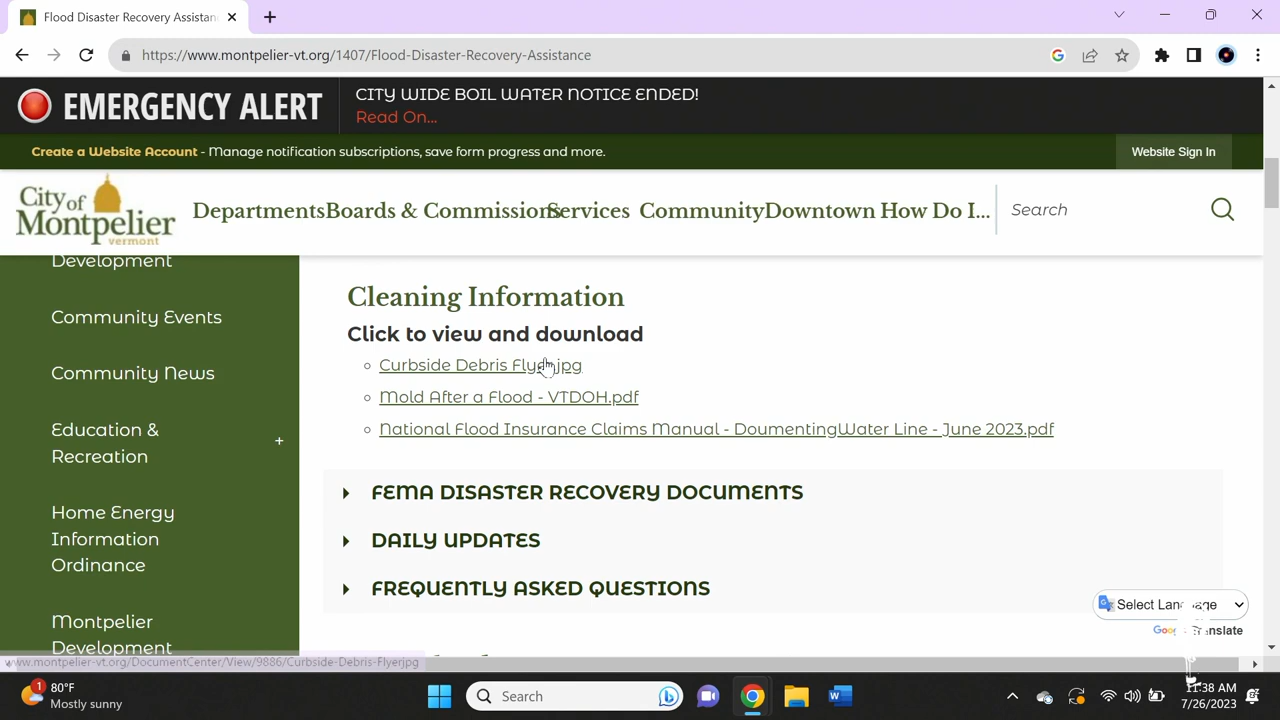 Flood Disaster Recovery Assistan
https://www.montpelier-vt.org/1407/Flood-Disaster-Recovery-Assistance
EMERGENCY ALERT
CITY WIDE BOIL WATER NOTICE ENDED!
Read On...
Create a Website Account - Manage notification subscriptions, save form progress and more.
Website Sign In
City of
Montpelier
vermont
Departments
Boards & Commissions
Services
Community
Downtown
How Do I...
Search
Development
Community Events
Community News
Education &
Recreation
+
Home Energy
Information
Ordinance
Montpelier
Development
Cleaning Information
Click to view and download
Curbside Debris Flyerjpg
Mold After a Flood - VTDOH.pdf
National Flood Insurance Claims Manual - DoumentingWater Line - June 2023.pdf
FEMA DISASTER RECOVERY DOCUMENTS
DAILY UPDATES
FREQUENTLY ASKED QUESTIONS
Select Language
Google Translate
www.montpelier-vt.org/DocumentCenter/View/9886/Curbside-Debris-Flyerjpg
1
80°F
Mostly sunny
Search
11:38 AM
7/26/2023